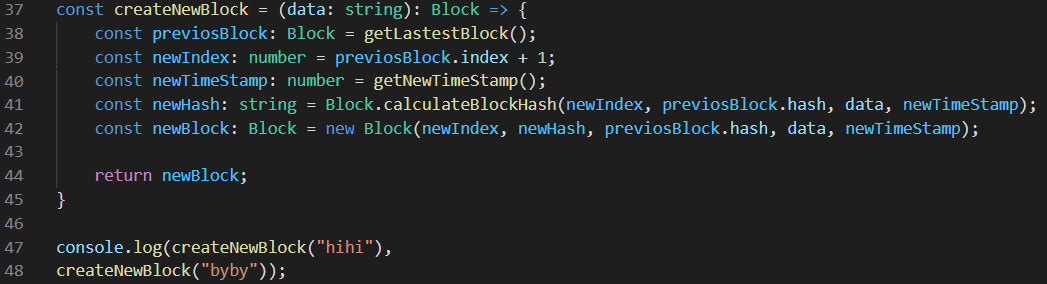 37 const createNewBlock = (data: string): Block => {
38     const previosBlock: Block = getLastestBlock();
39     const newIndex: number = previosBlock.index + 1;
40     const newTimeStamp: number = getNewTimeStamp();
41     const newHash: string = Block.calculateBlockHash(newIndex, previosBlock.hash, data, newTimeStamp);
42     const newBlock: Block = new Block(newIndex, newHash, previosBlock.hash, data, newTimeStamp);
43
44     return newBlock;
45 }
46
47 console.log(createNewBlock("hihi"),
48 createNewBlock("byby"));